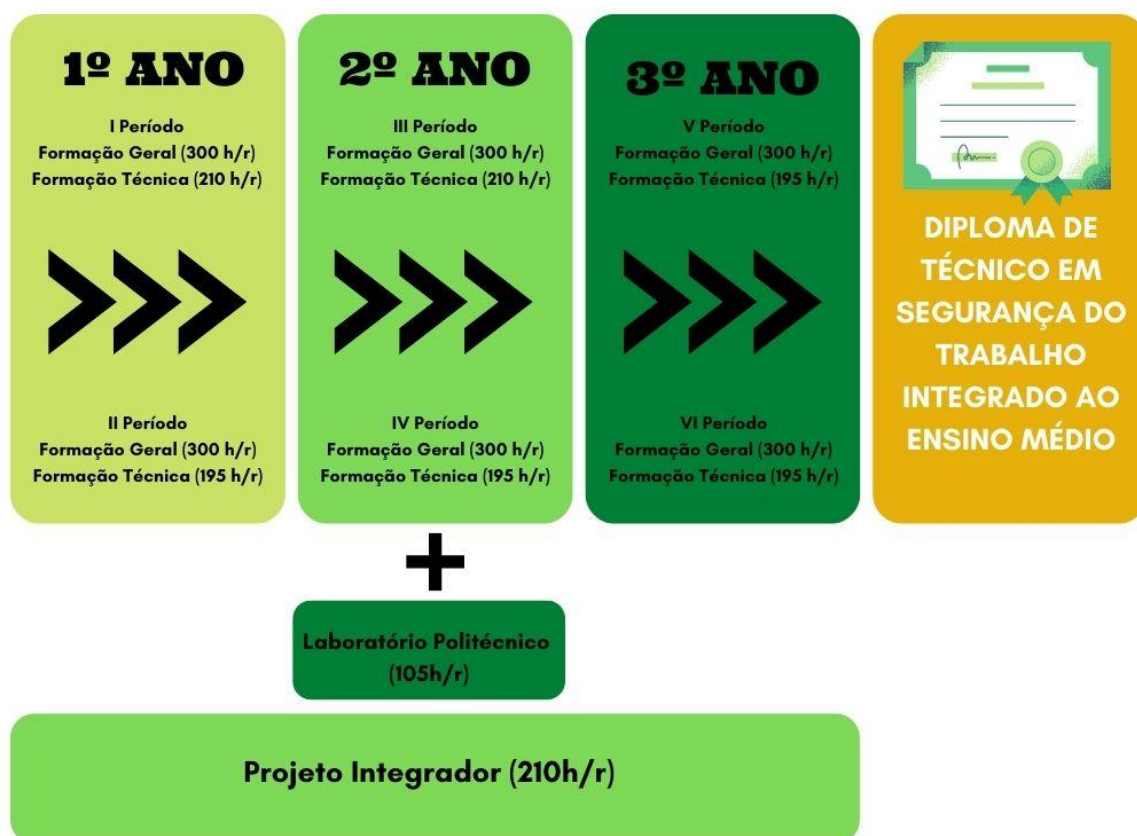 1º ANO
I Período
Formação Geral (300 h/r)
Formação Técnica (210 h/r)
II Período
Formação Geral (300 h/r)
Formação Técnica (195 h/r)
2º ANO
III Período
Formação Geral (300 h/r)
Formação Técnica (210 h/r)
IV Período
Formação Geral (300 h/r)
Formação Técnica (195 h/r)
3º ANO
V Período
Formação Geral (300 h/r)
Formação Técnica (195 h/r)
VI Período
Formação Geral (300 h/r)
Formação Técnica (195 h/r)
DIPLOMA DE
TÉCNICO EM
SEGURANÇA DO
TRABALHO
INTEGRADO AO
ENSINO MÉDIO
+
Laboratório Politécnico
(105h/r)
Projeto Integrador (210h/r)